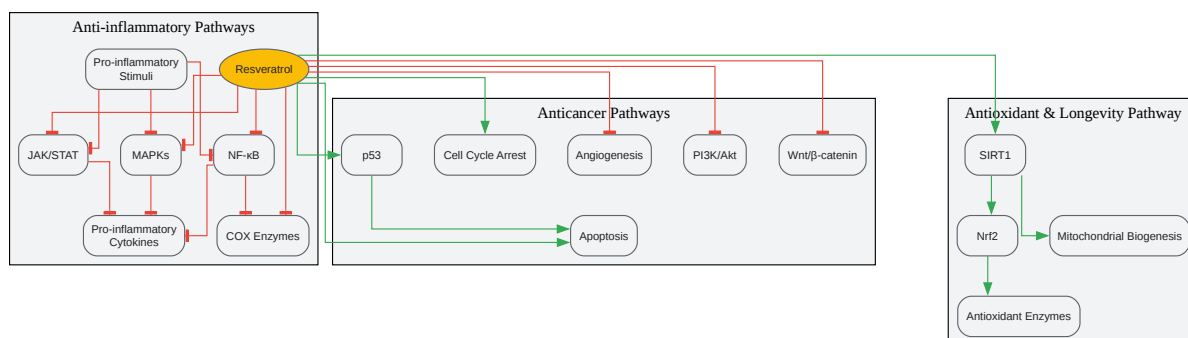 Anti-inflammatory Pathways
Pro-inflammatory
Stimuli
Resveratrol
JAK/STAT
MAPKs
NF-κB
Pro-inflammatory
Cytokines
COX Enzymes
Anticancer Pathways
p53
Cell Cycle Arrest
Angiogenesis
PI3K/Akt
Wnt/β-catenin
Apoptosis
Antioxidant & Longevity Pathway
SIRT1
Nrf2
Mitochondrial Biogenesis
Antioxidant Enzymes